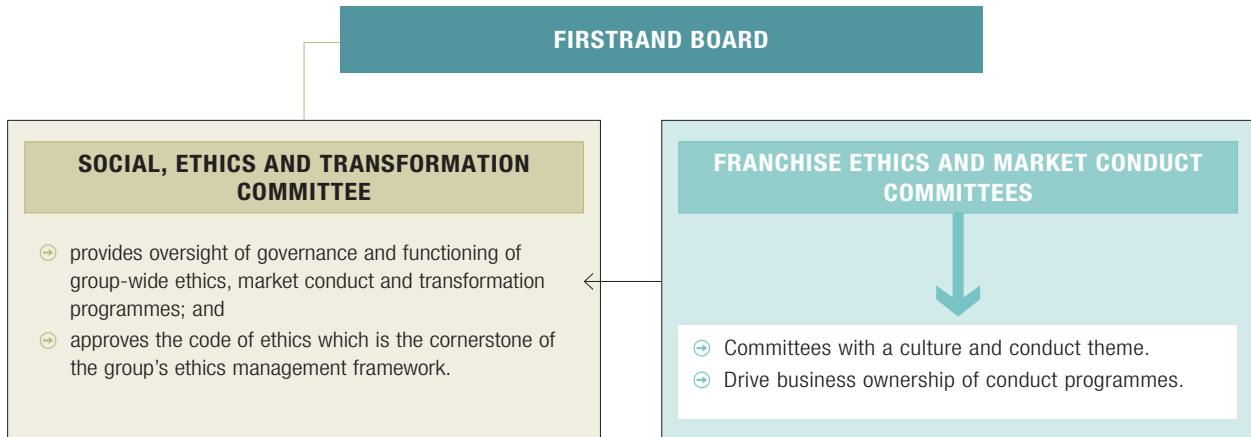 FIRSTRAND BOARD
SOCIAL, ETHICS AND TRANSFORMATION
COMMITTEE
provides oversight of governance and functioning of
group-wide ethics, market conduct and transformation
programmes; and
approves the code of ethics which is the cornerstone of
the group’s ethics management framework.
FRANCHISE ETHICS AND MARKET CONDUCT
COMMITTEES
Committees with a culture and conduct theme.
Drive business ownership of conduct programmes.